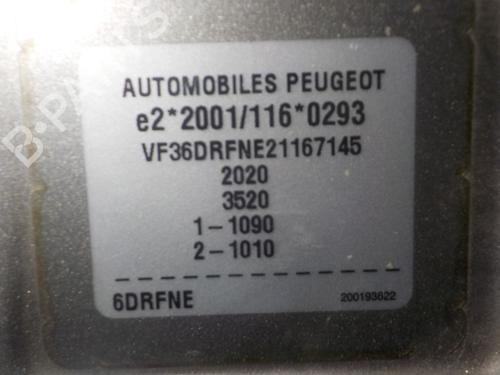 AUTOMOBILES PEUGEOT
e2*2001/116*0293
VF36DRFNE21167145
2020
3520
1-1090
2-1010
6DRFNE 200193622